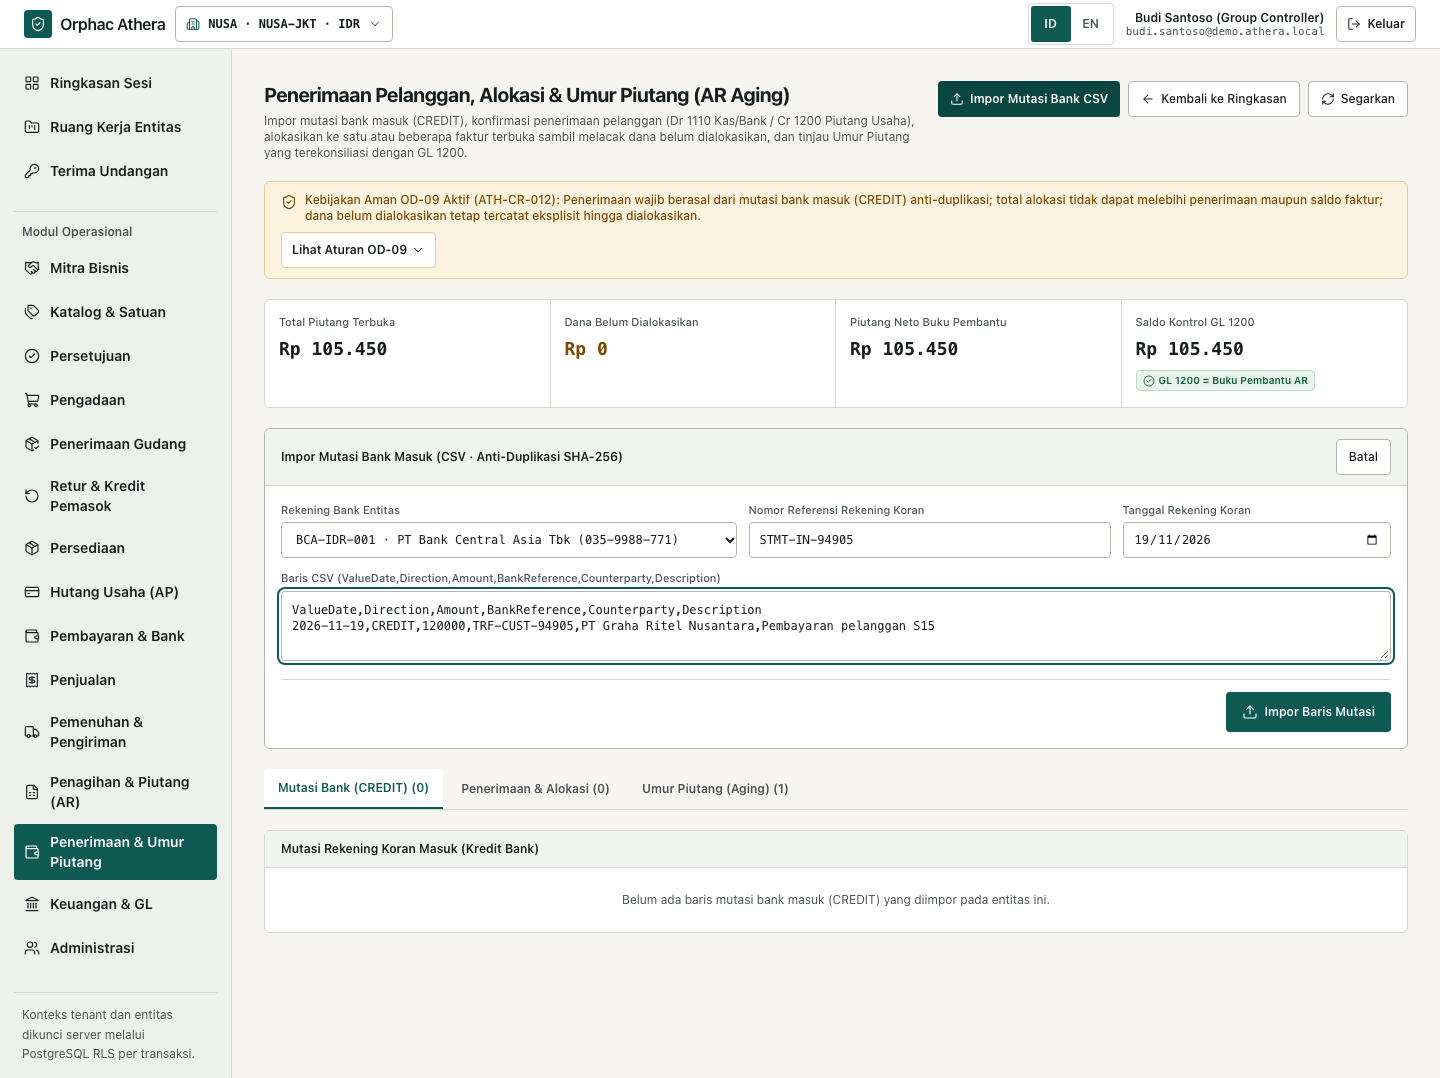 Orphac Athera
NUSA · NUSA-JKT · IDR
ID
EN
Budi Santoso (Group Controller)
budi.santoso@demo.athera.local
Keluar
Ringkasan Sesi
Ruang Kerja Entitas
Terima Undangan
Modul Operasional
Mitra Bisnis
Katalog & Satuan
Persetujuan
Pengadaan
Penerimaan Gudang
Retur & Kredit
Pemasok
Persediaan
Hutang Usaha (AP)
Pembayaran & Bank
Penjualan
Pemenuhan &
Pengiriman
Penagihan & Piutang
(AR)
Penerimaan & Umur
Piutang
Keuangan & GL
Administrasi
Konteks tenant dan entitas
dikunci server melalui
PostgreSQL RLS per transaksi.
Penerimaan Pelanggan, Alokasi & Umur Piutang (AR Aging)
Impor mutasi bank masuk (CREDIT), konfirmasi penerimaan pelanggan (Dr 1110 Kas/Bank / Cr 1200 Piutang Usaha),
alokasikan ke satu atau beberapa faktur terbuka sambil melacak dana belum dialokasikan, dan tinjau Umur Piutang
yang terekonsiliasi dengan GL 1200.
Impor Mutasi Bank CSV
Kembali ke Ringkasan
Segarkan
Kebijakan Aman OD-09 Aktif (ATH-CR-012): Penerimaan wajib berasal dari mutasi bank masuk (CREDIT) anti-duplikasi; total alokasi tidak dapat melebihi penerimaan maupun saldo faktur;
dana belum dialokasikan tetap tercatat eksplisit hingga dialokasikan.
Lihat Aturan OD-09
Total Piutang Terbuka
Rp 105.450
Dana Belum Dialokasikan
Rp 0
Piutang Neto Buku Pembantu
Rp 105.450
Saldo Kontrol GL 1200
Rp 105.450
GL 1200 = Buku Pembantu AR
Impor Mutasi Bank Masuk (CSV · Anti-Duplikasi SHA-256)
Batal
Rekening Bank Entitas
BCA-IDR-001 · PT Bank Central Asia Tbk (035-9988-771)
Nomor Referensi Rekening Koran
STMT-IN-94905
Tanggal Rekening Koran
19/11/2026
Baris CSV (ValueDate,Direction,Amount,BankReference,Counterparty,Description)
ValueDate,Direction,Amount,BankReference,Counterparty,Description
2026-11-19,CREDIT,120000,TRF-CUST-94905,PT Graha Ritel Nusantara,Pembayaran pelanggan S15
Impor Baris Mutasi
Mutasi Bank (CREDIT) (0)
Penerimaan & Alokasi (0)
Umur Piutang (Aging) (1)
Mutasi Rekening Koran Masuk (Kredit Bank)
Belum ada baris mutasi bank masuk (CREDIT) yang diimpor pada entitas ini.